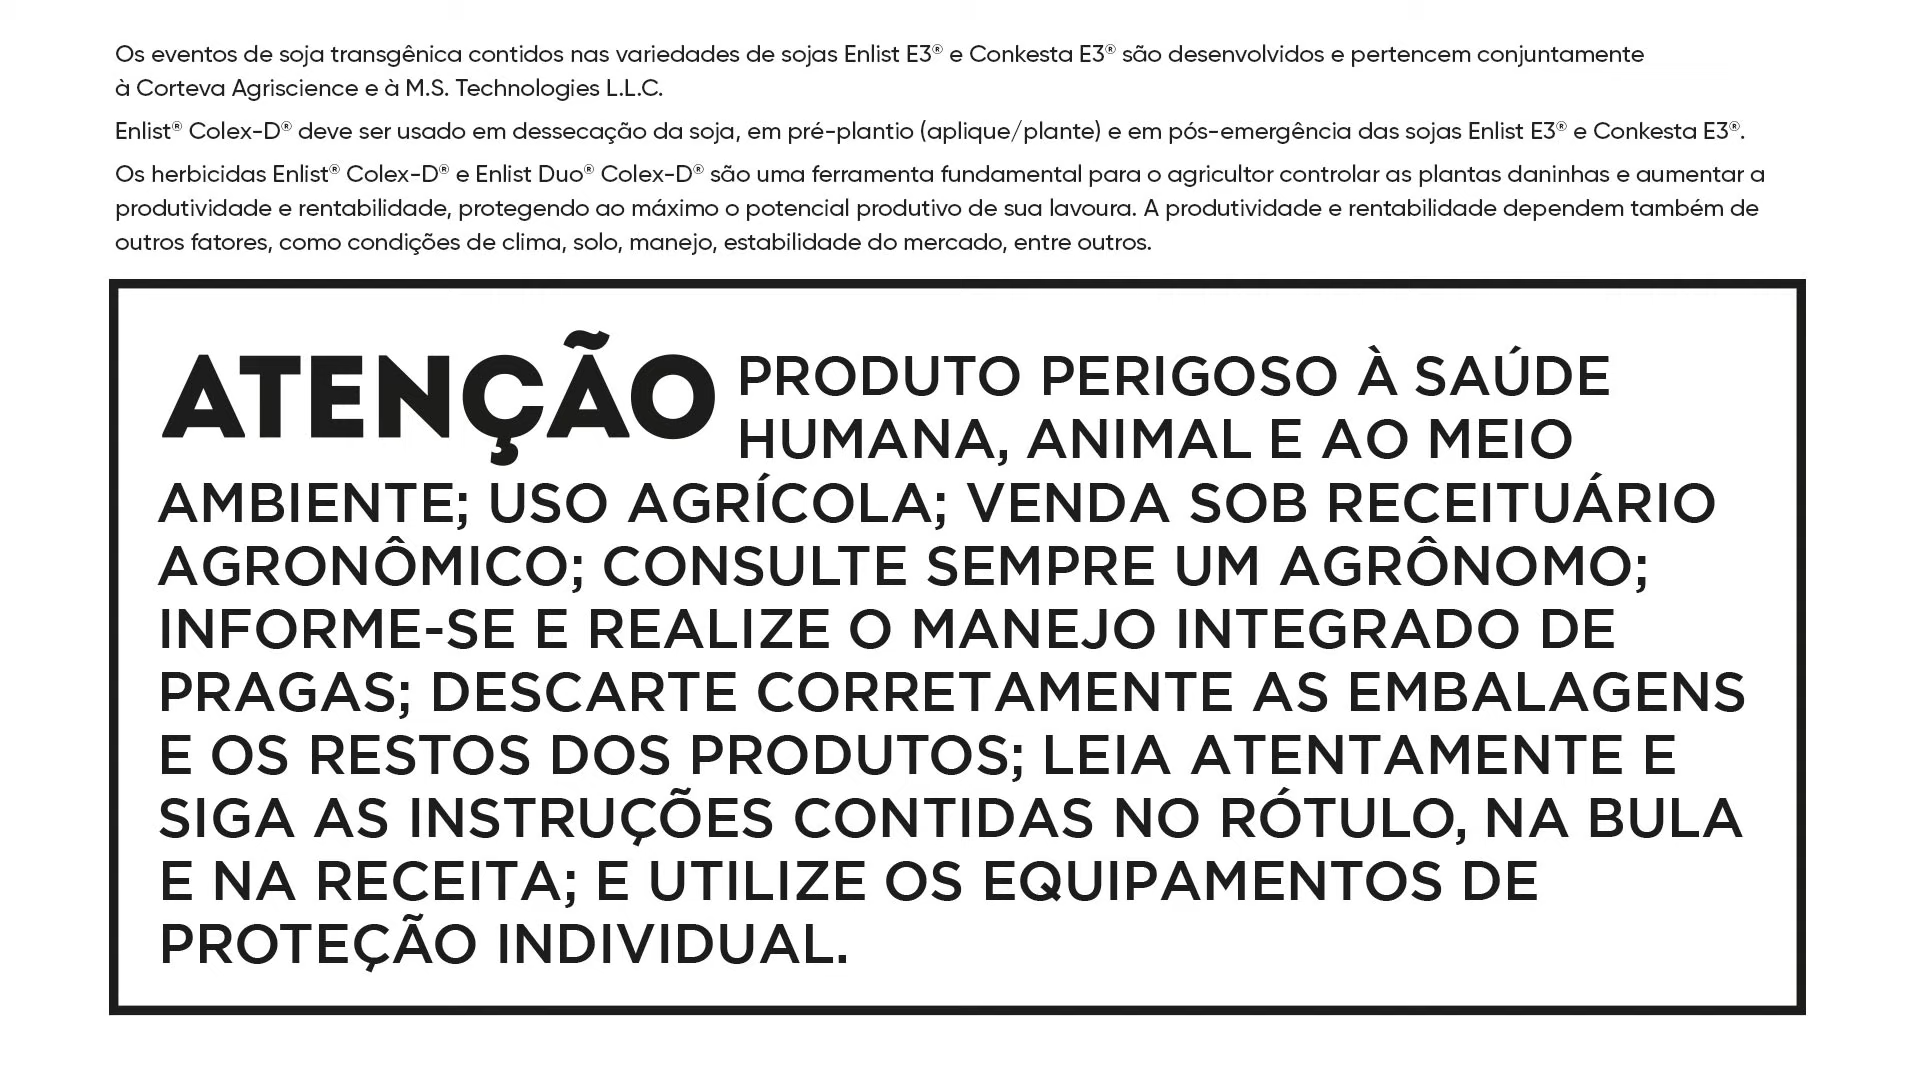 Os eventos de soja transgênica contidos nas variedades de sojas Enlist E3® e Conkesta E3® são desenvolvidos e pertencem conjuntamente
à Corteva Agriscience e à M.S. Technologies L.L.C.
Enlist® Colex-D® deve ser usado em dessecação da soja, em pré-plantio (aplique/plante) e em pós-emergência das sojas Enlist E3® e Conkesta E3®.
Os herbicidas Enlist® Colex-D® e Enlist Duo® Colex-D® são uma ferramenta fundamental para o agricultor controlar as plantas daninhas e aumentar a
produtividade e rentabilidade, protegendo ao máximo o potencial produtivo de sua lavoura. A produtividade e rentabilidade dependem também de
outros fatores, como condições de clima, solo, manejo, estabilidade do mercado, entre outros.
ATENÇÃO PRODUTO PERIGOSO À SAÚDE
HUMANA, ANIMAL E AO MEIO
AMBIENTE; USO AGRÍCOLA; VENDA SOB RECEITUÁRIO
AGRONÔMICO; CONSULTE SEMPRE UM AGRÔNOMO;
INFORME-SE E REALIZE O MANEJO INTEGRADO DE
PRAGAS; DESCARTE CORRETAMENTE AS EMBALAGENS
E OS RESTOS DOS PRODUTOS; LEIA ATENTAMENTE E
SIGA AS INSTRUÇÕES CONTIDAS NO RÓTULO, NA BULA
E NA RECEITA; E UTILIZE OS EQUIPAMENTOS DE
PROTEÇÃO INDIVIDUAL.